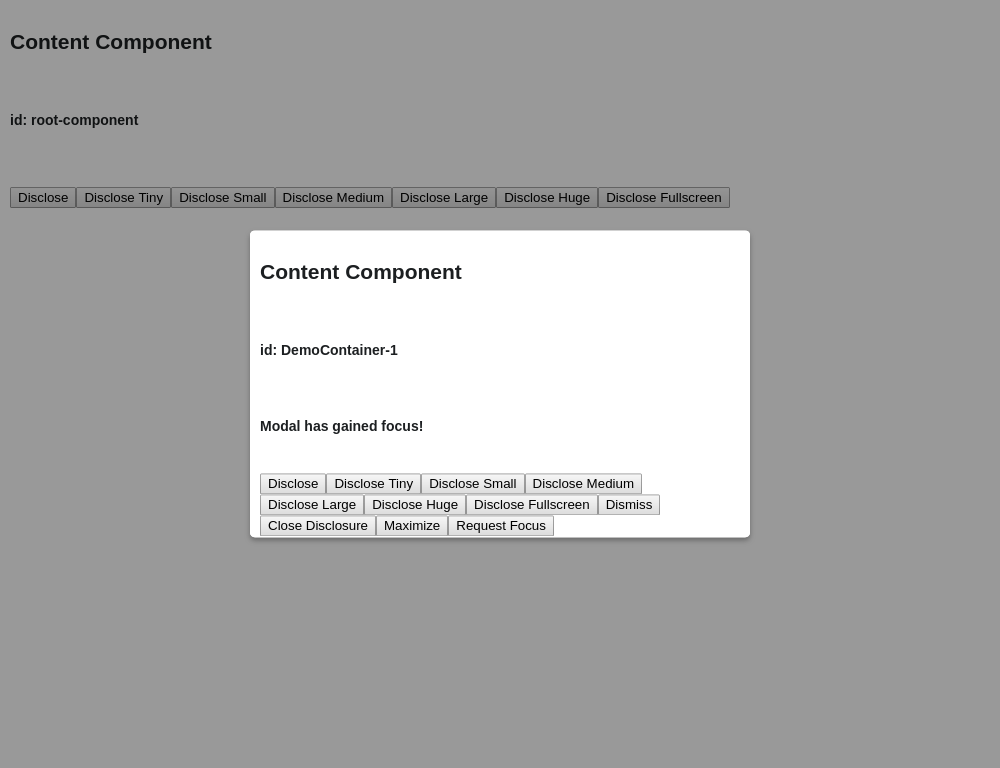 Content Component
id: root-component
Disclose Disclose Tiny Disclose Small Disclose Medium Disclose Large Disclose Huge Disclose Fullscreen
Content Component
id: DemoContainer-1
Modal has gained focus!
Disclose Disclose Tiny Disclose Small Disclose Medium
Disclose Large Disclose Huge Disclose Fullscreen Dismiss
Close Disclosure Maximize Request Focus